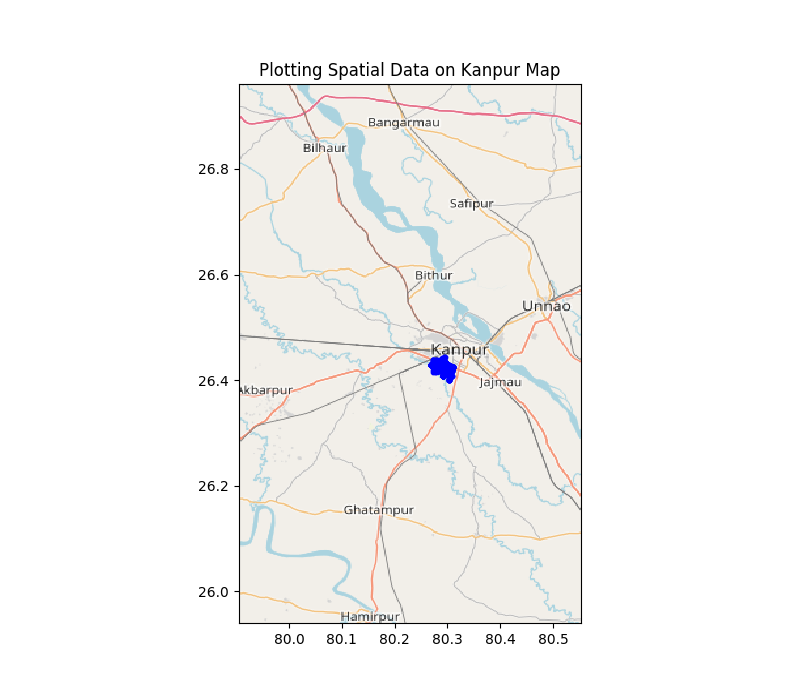 Plotting Spatial Data on Kanpur Map
Bangarmau
Bilhaur
26.8
Safipur
26.6
Bithur
Unnao
Kanpur
26.4
Jajmau
Akbarpur
26.2
Ghatampur
26.0
Hamirpur
80.0 80.1 80.2 80.3 80.4 80.5